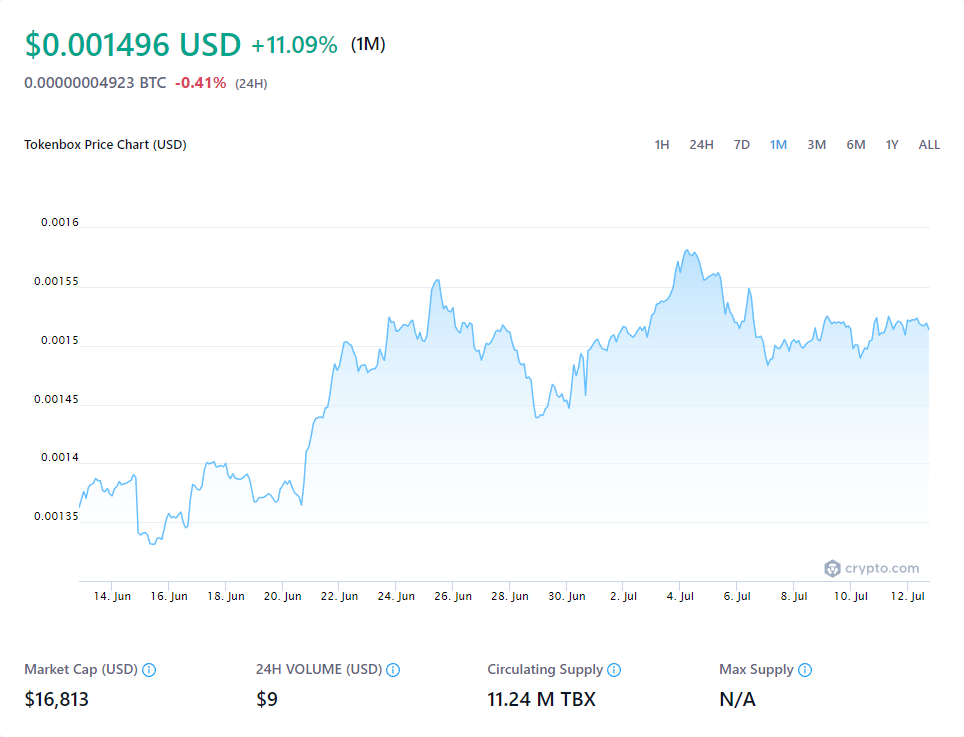 $0.001496 USD +11.09% (1M)
0.00000004923 BTC -0.41% (24H)
Tokenbox Price Chart (USD)
1H 24H 7D 1M 3M 6M 1Y ALL
0.0016
0.00155
0.0015
0.00145
0.0014
0.00135
crypto.com
14. Jun 16. Jun 18. Jun 20. Jun 22. Jun 24. Jun 26. Jun 28. Jun 30. Jun 2. Jul 4. Jul 6. Jul 8. Jul 10. Jul 12. Jul
Market Cap (USD) 24H VOLUME (USD) Circulating Supply Max Supply
$16,813 $9 11.24 M TBX N/A